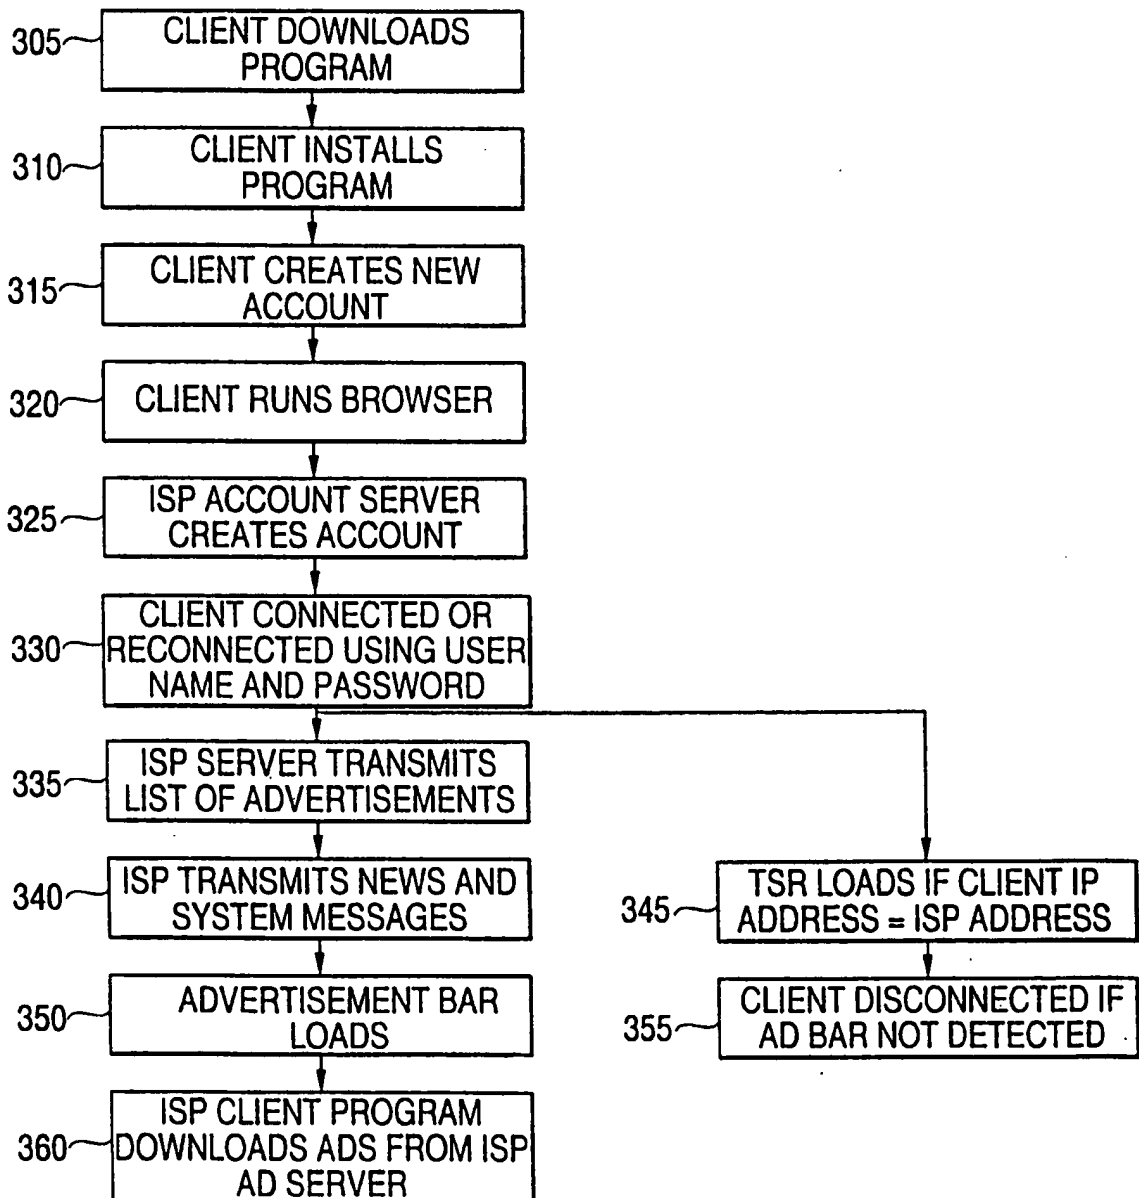 305
CLIENT DOWNLOADS
PROGRAM
310
CLIENT INSTALLS
PROGRAM
315
CLIENT CREATES NEW
ACCOUNT
320
CLIENT RUNS BROWSER
325
ISP ACCOUNT SERVER
CREATES ACCOUNT
330
CLIENT CONNECTED OR
RECONNECTED USING USER
NAME AND PASSWORD
335
ISP SERVER TRANSMITS
LIST OF ADVERTISEMENTS
340
ISP TRANSMITS NEWS AND
SYSTEM MESSAGES
345
TSR LOADS IF CLIENT IP
ADDRESS = ISP ADDRESS
350
ADVERTISEMENT BAR
LOADS
355
CLIENT DISCONNECTED IF
AD BAR NOT DETECTED
360
ISP CLIENT PROGRAM
DOWNLOADS ADS FROM ISP
AD SERVER